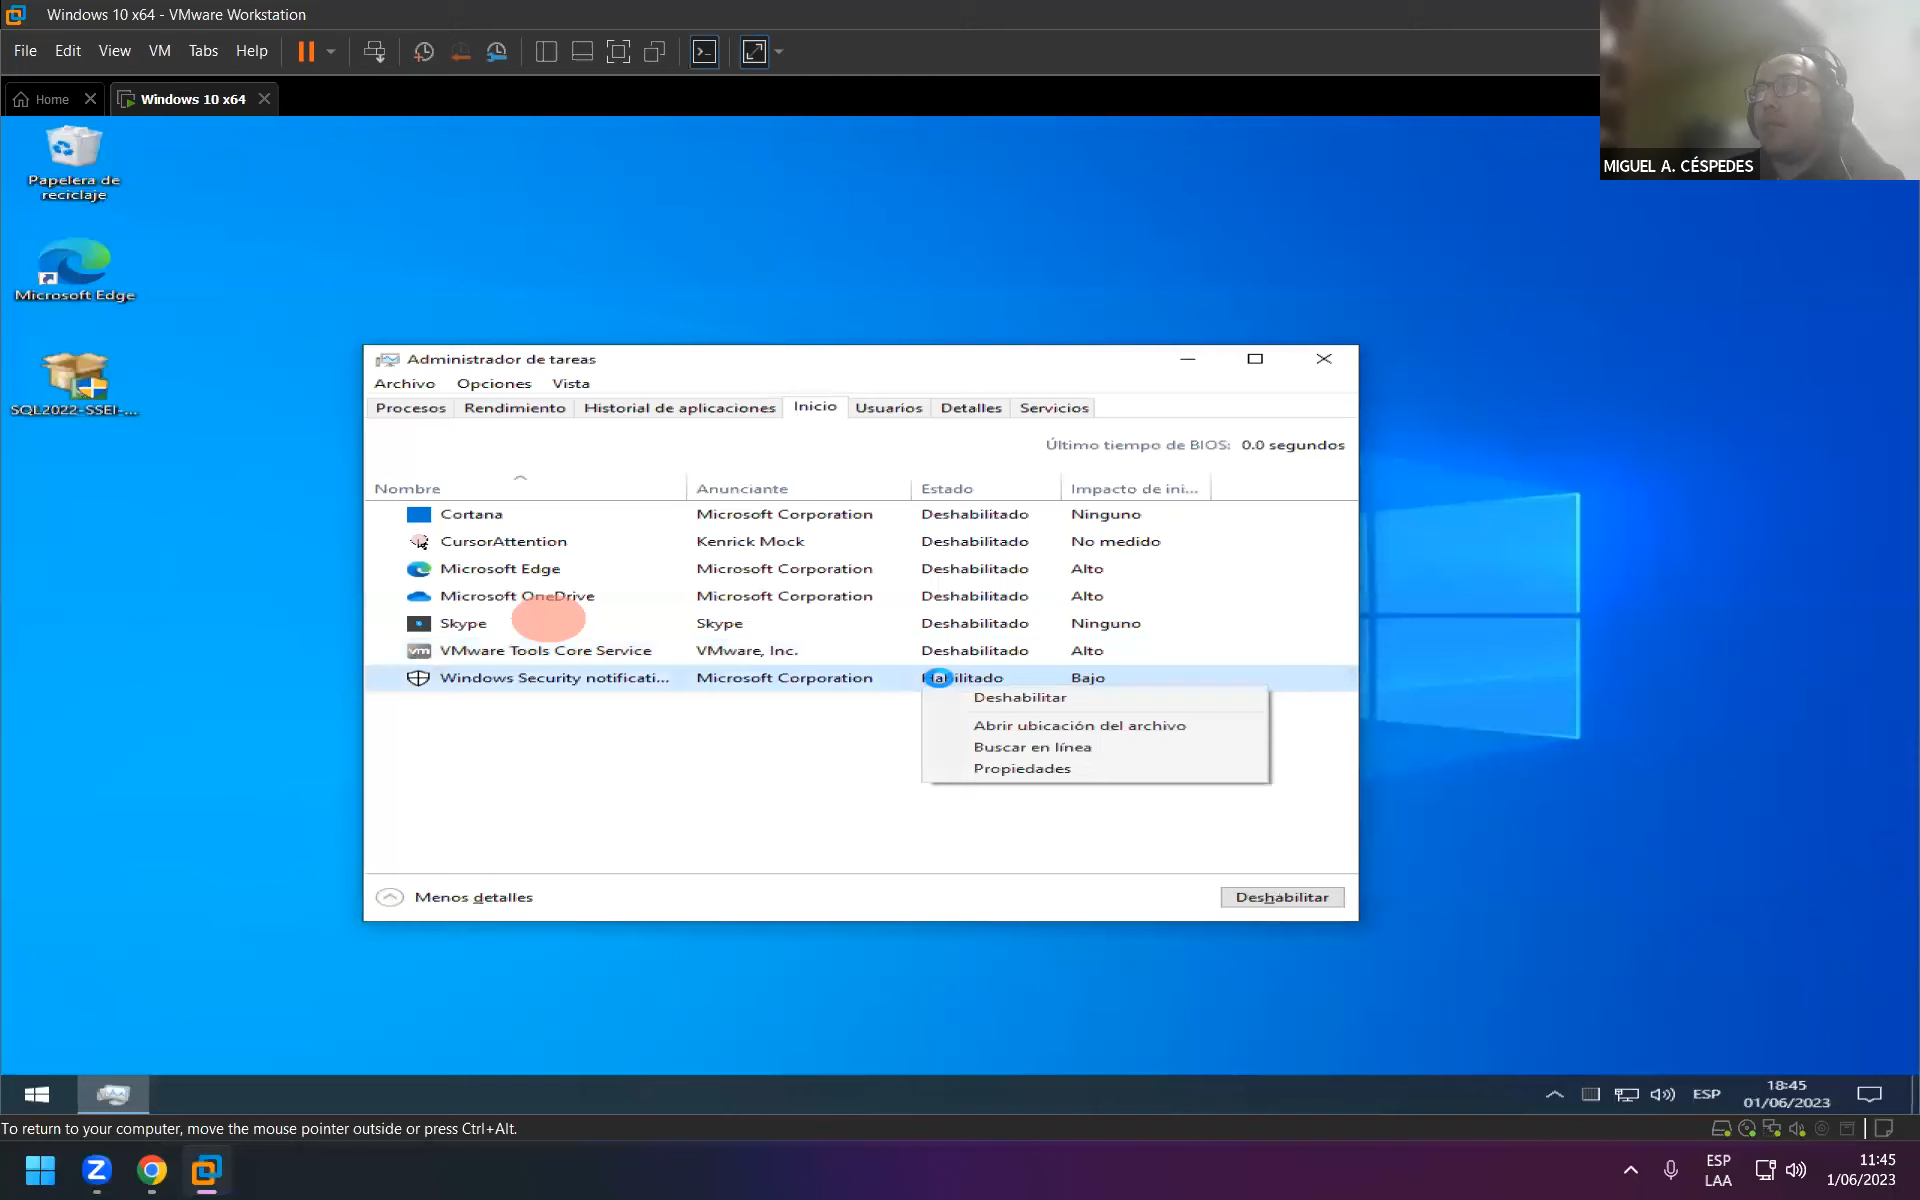 Windows 10 x64 - VMware Workstation
File Edit View VM Tabs Help
Home
Windows 10 x64
MIGUEL A. CÉSPEDES
Papelera de
reciclaje
Microsoft Edge
SQL2022-SSEI-...
Administrador de tareas
Archivo Opciones Vista
Procesos Rendimiento Historial de aplicaciones Inicio Usuarios Detalles Servicios
Último tiempo de BIOS: 0.0 segundos
Nombre Anunciante Estado Impacto de ini...
Cortana Microsoft Corporation Deshabilitado Ninguno
CursorAttention Kenrick Mock Deshabilitado No medido
Microsoft Edge Microsoft Corporation Deshabilitado Alto
Microsoft OneDrive Microsoft Corporation Deshabilitado Alto
Skype Skype Deshabilitado Ninguno
vm VMware Tools Core Service VMware, Inc. Deshabilitado Alto
Windows Security notificati... Microsoft Corporation Habilitado Bajo
Deshabilitar
Abrir ubicación del archivo
Buscar en línea
Propiedades
Menos detalles
Deshabilitar
ESP
18:45
01/06/2023
To return to your computer, move the mouse pointer outside or press Ctrl+Alt.
Z
ESP
LAA
11:45
1/06/2023